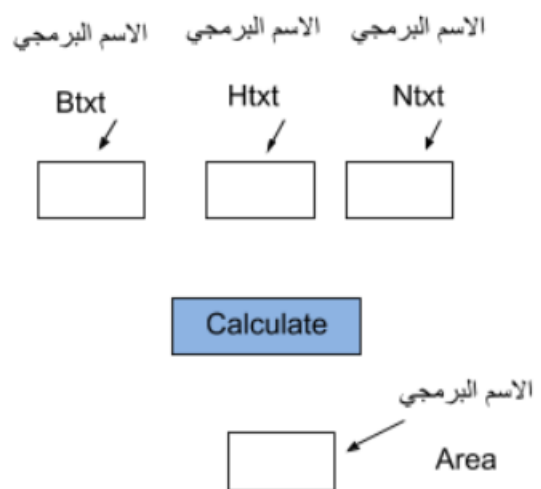 الاسم البرمجي الاسم البرمجي الاسم البرمجي
Btxt Htxt Ntxt
Calculate
الاسم البرمجي
Area